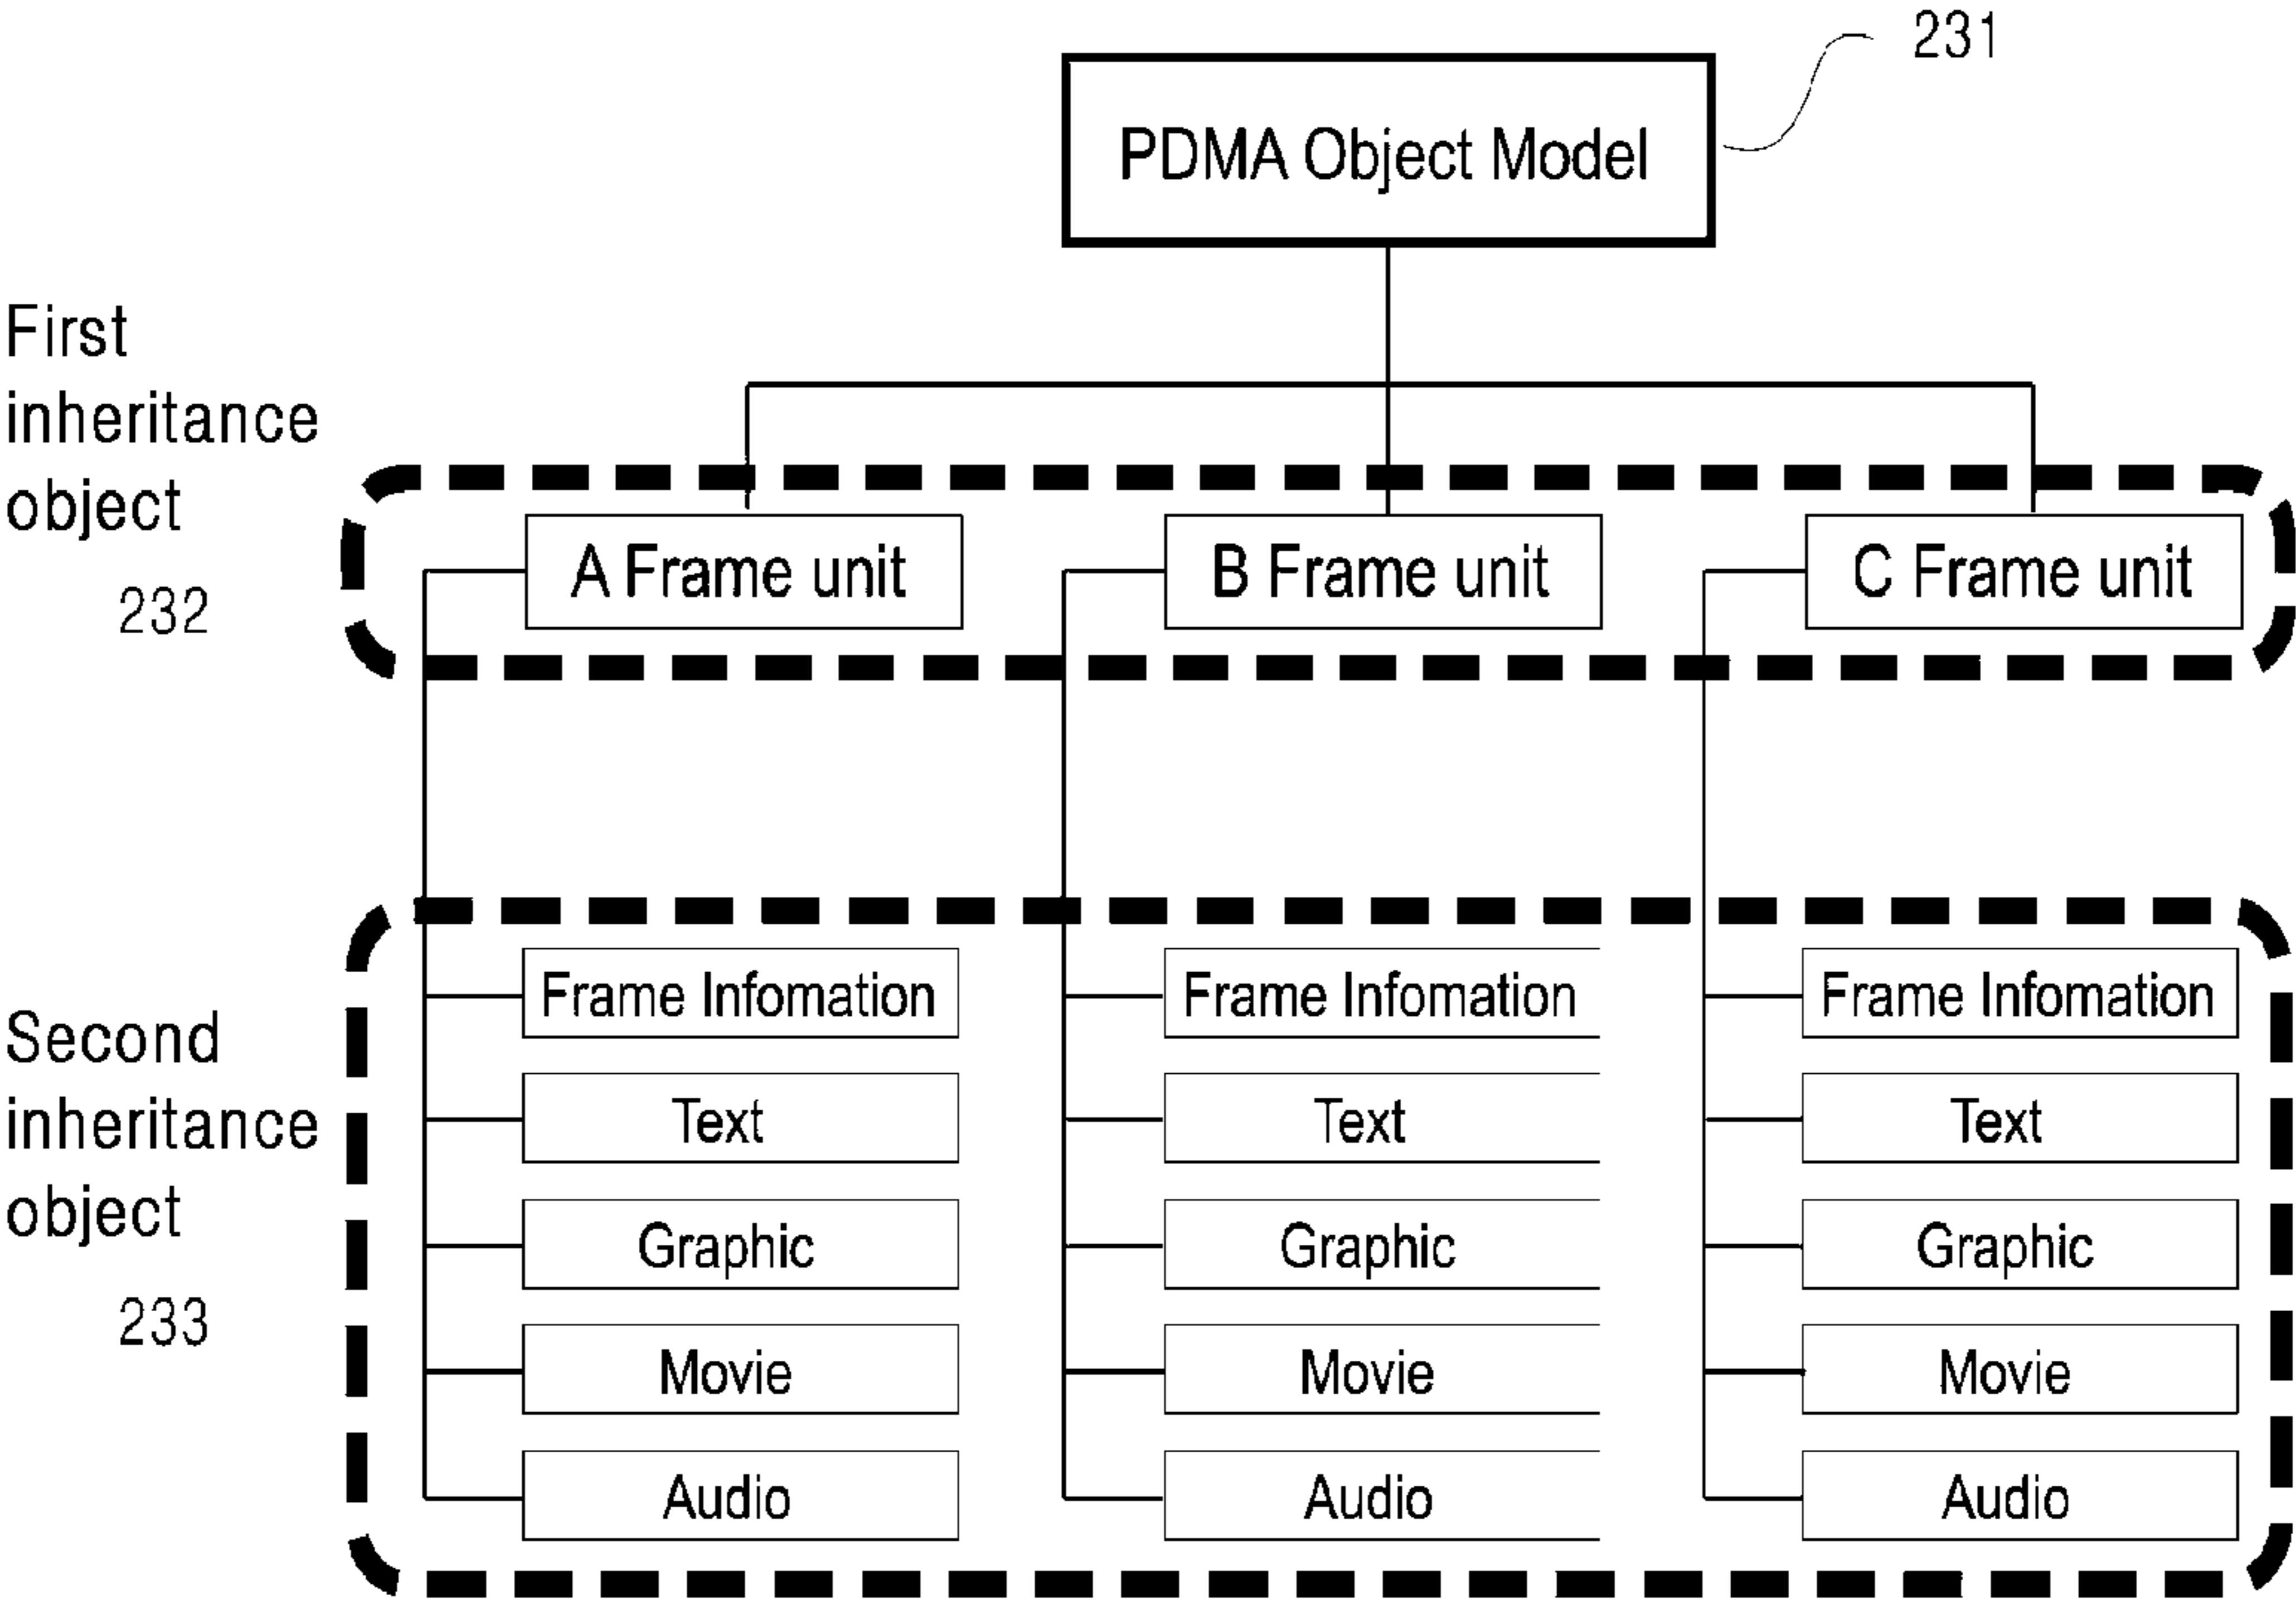 231
PDMA Object Model
First
inheritance
object
232
A Frame unit
B Frame unit
C Frame unit
Second
inheritance
object
233
Frame Infomation
Text
Graphic
Movie
Audio
Frame Infomation
Text
Graphic
Movie
Audio
Frame Infomation
Text
Graphic
Movie
Audio